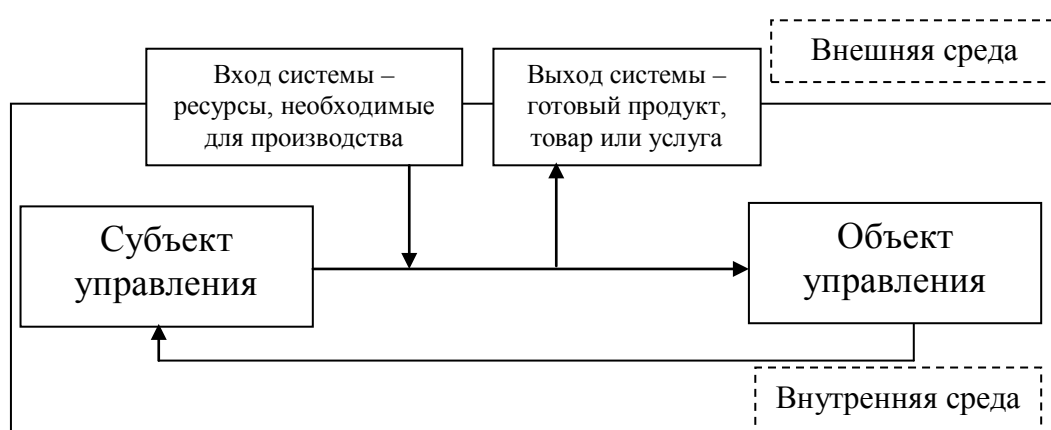 Внешняя среда
Вход системы –
ресурсы, необходимые
для производства
Выход системы –
готовый продукт,
товар или услуга
Субъект
управления
Объект
управления
Внутренняя среда